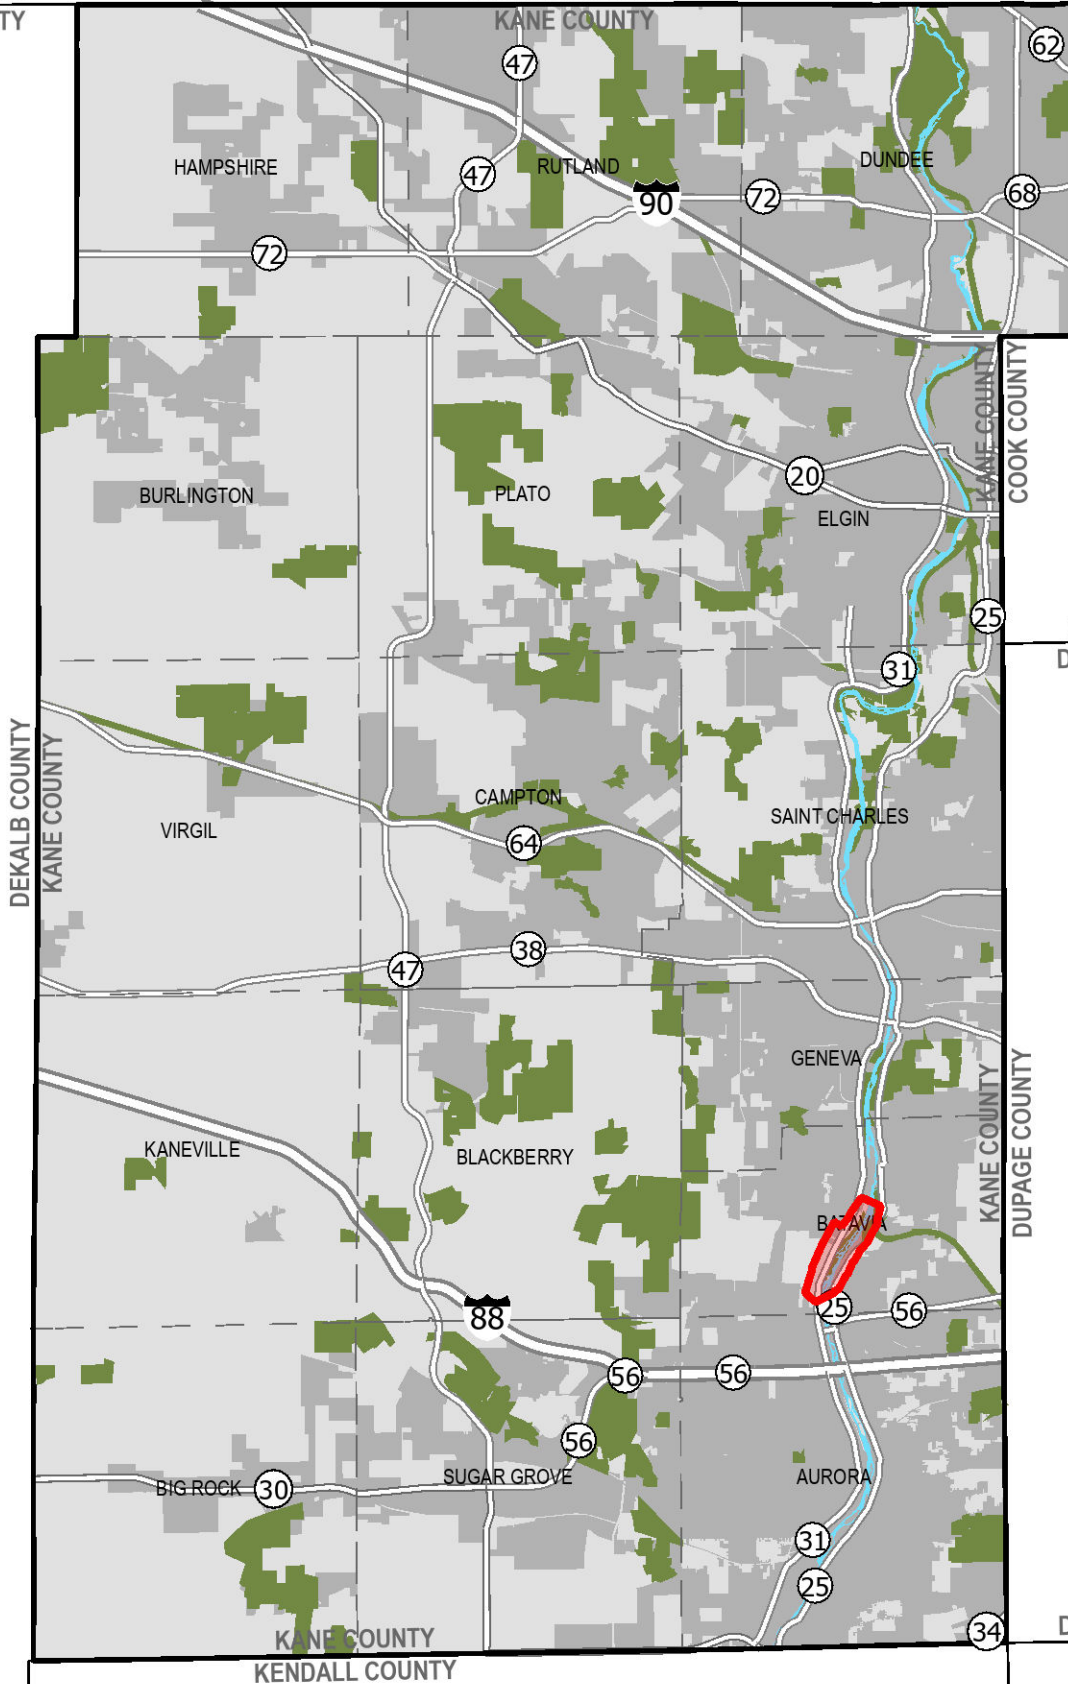 TY
KANE COUNTY
62
47
HAMPSHIRE
47
RUTLAND
DUNDEE
90
72
68
72
KANE COUNTY
COOK COUNTY
20
BURLINGTON
PLATO
ELGIN
25
31
D
DEKALB COUNTY
KANE COUNTY
CAMPTON
SAINT CHARLES
VIRGIL
64
38
47
GENEVA
KANE COUNTY
DUPAGE COUNTY
KANEVILLE
BLACKBERRY
BATAVIA
25
56
88
56
56
56
SUGAR GROVE
AURORA
BIG ROCK
30
31
25
34
D
KANE COUNTY
KENDALL COUNTY